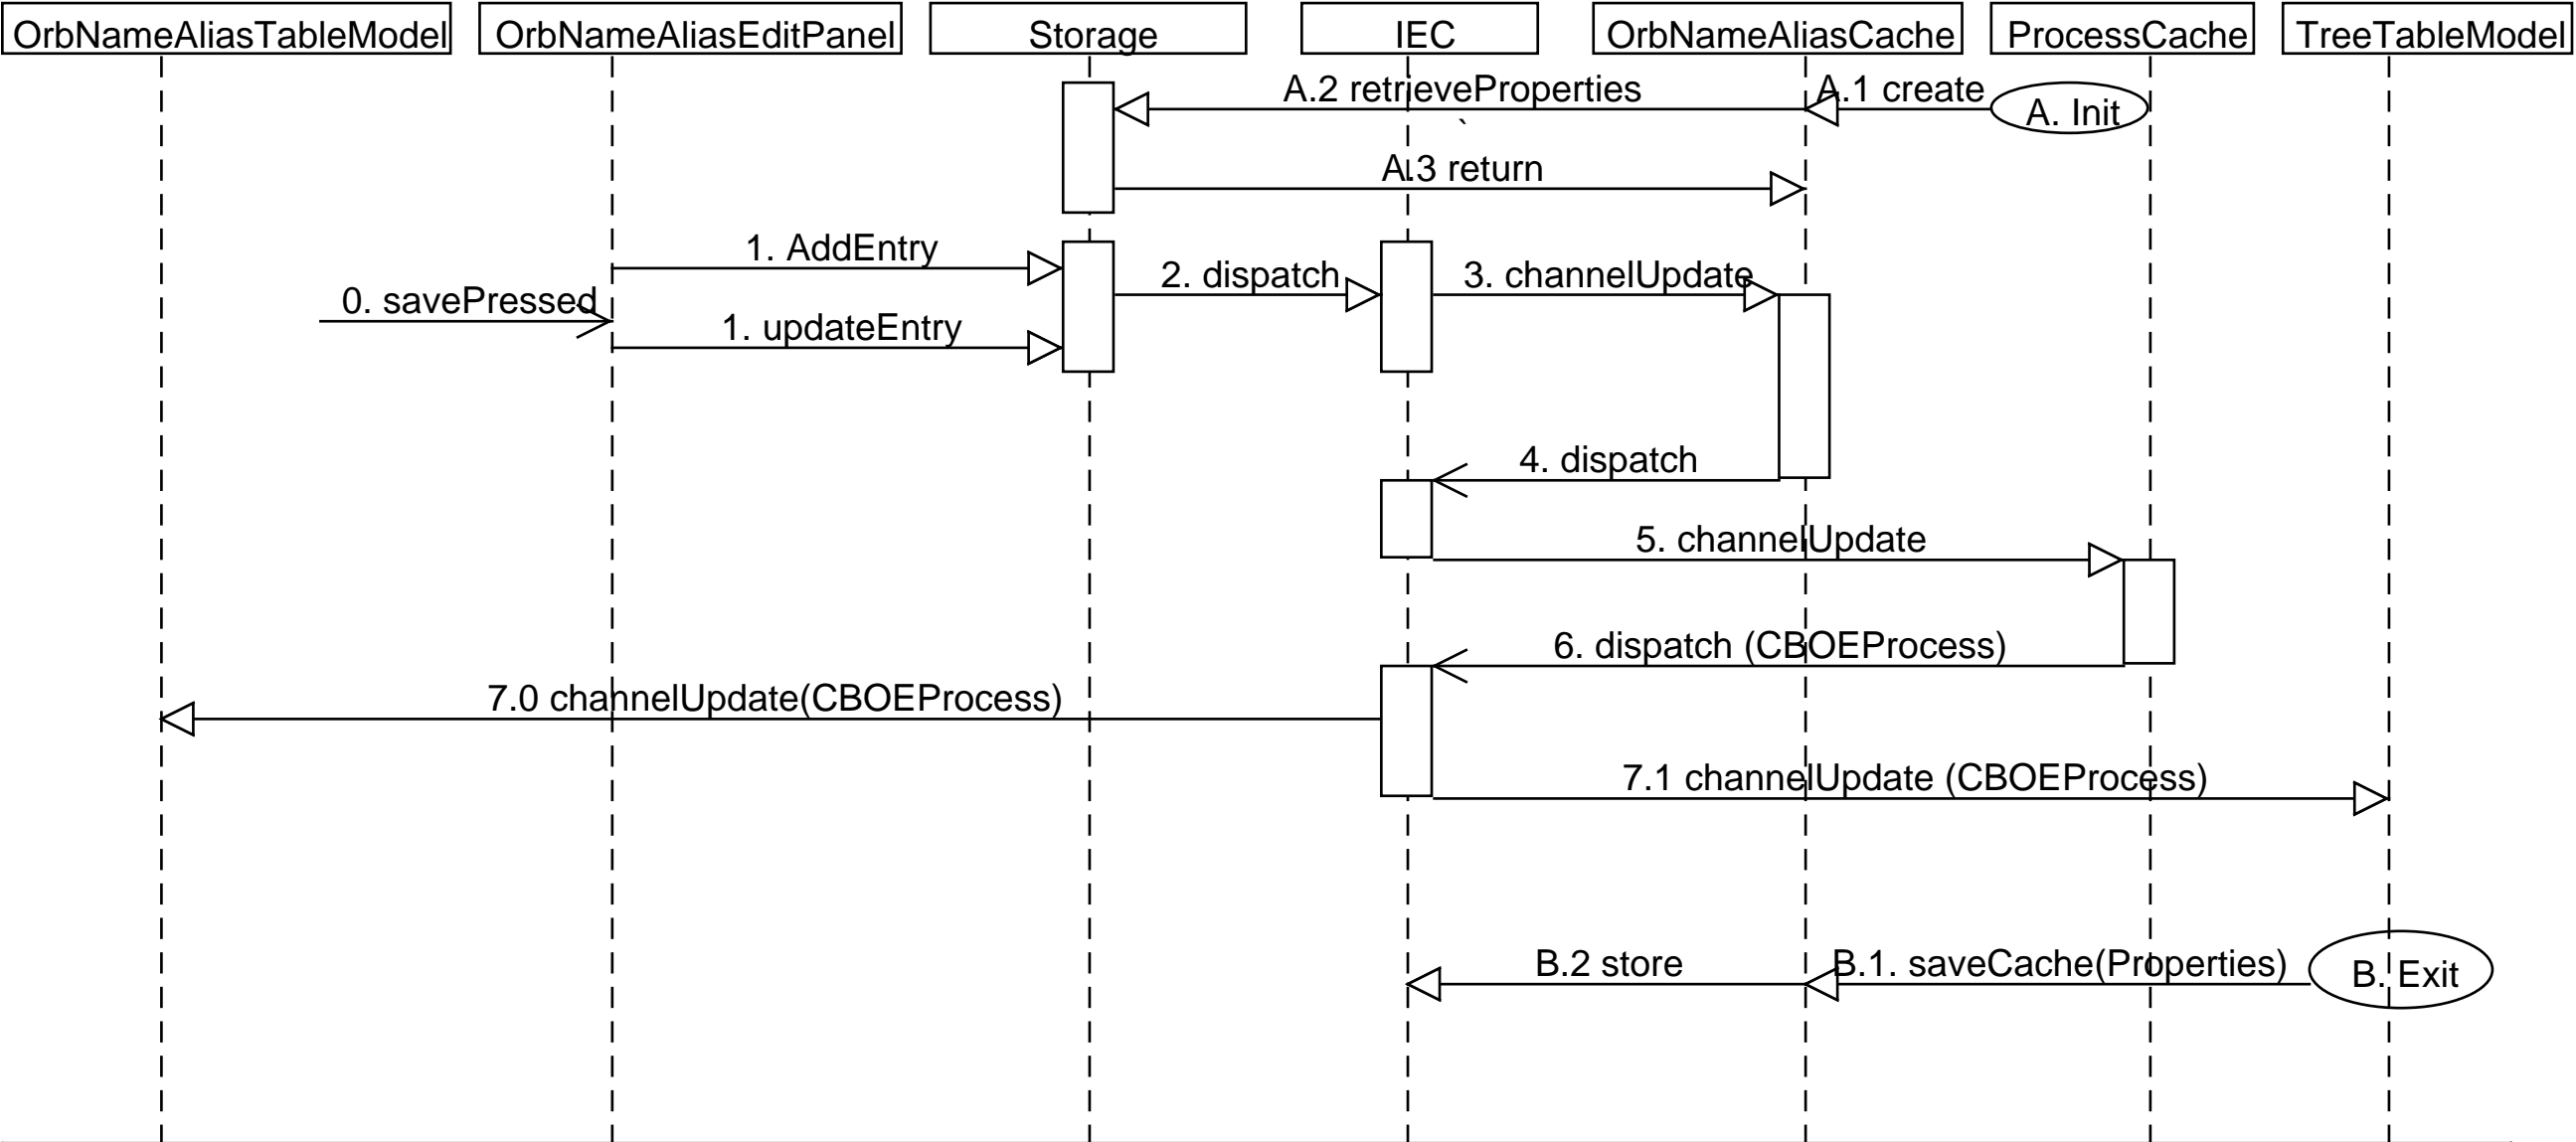 OrbNameAliasTableModel
OrbNameAliasEditPanel
Storage
IEC
OrbNameAliasCache
ProcessCache
TreeTableModel
A.2 retrieveProperties
A.1 create
A. Init
`
A.3 return
1. AddEntry
2. dispatch
3. channelUpdate
0. savePressed
1. updateEntry
4. dispatch
5. channelUpdate
6. dispatch (CBOEProcess)
7.0 channelUpdate(CBOEProcess)
7.1 channelUpdate (CBOEProcess)
B.2 store
B.1. saveCache(Properties)
B. Exit